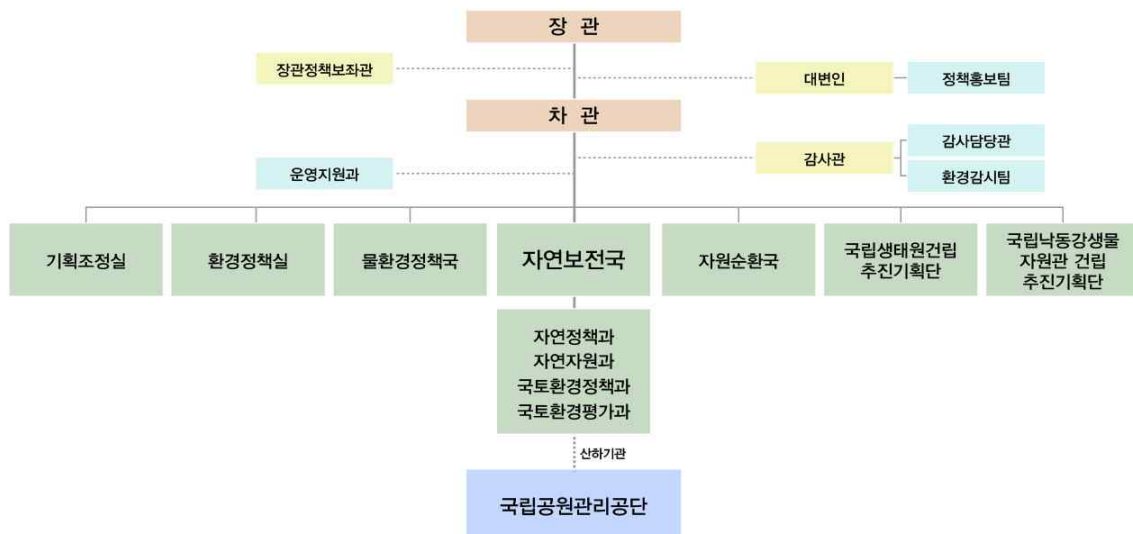 장 관
장관정책보좌관
대변인
정책홍보팀
차 관
감사담당관
감사관
운영지원과
환경감시팀
기획조정실
환경정책실
물환경정책국
자연보전국
자원순환국
국립생태원건립
추진기획단
국립낙동강생물
자원관 건립
추진기획단
자연정책과
자연자원과
국토환경정책과
국토환경평가과
산하기관
국립공원관리공단